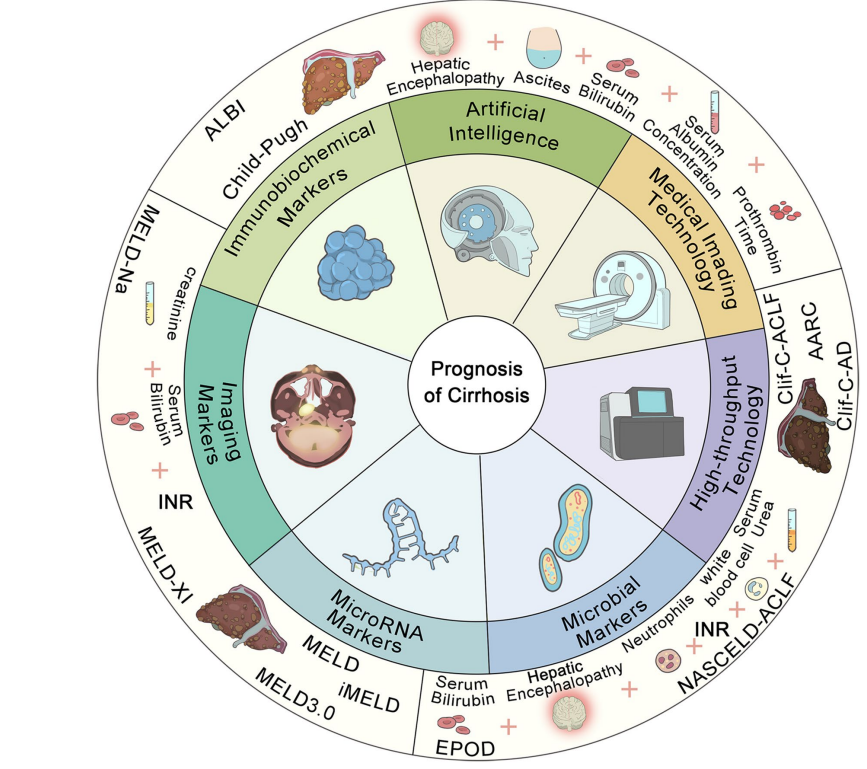 Prognosis
of Cirrhosis
Artificial
Intelligence
Medical Imading
Technology
High-throughput
Technology
Microbial
Markers
MicroRNA
Markers
Imaging
Markers
Immunobiochemical
Markers
ALBI
Child-Pugh
Hepatic
Encephalopathy
+
Ascites
+
Serum
Bilirubin
+
Serum
Albumin
Concentration
+
Prothrombin
Time
Clif-C-ACLF
AARC
Clif-C-AD
Serum
Urea
+
white
blood cell
+
INR
+
Neutrophils
NASCELD-ACLF
+
Hepatic
Encephalopathy
+
Serum
Bilirubin
EPOD
MELD
iMELD
MELD3.0
MELD-XI
INR
+
Serum
Bilirubin
+
creatinine
MELD-Na